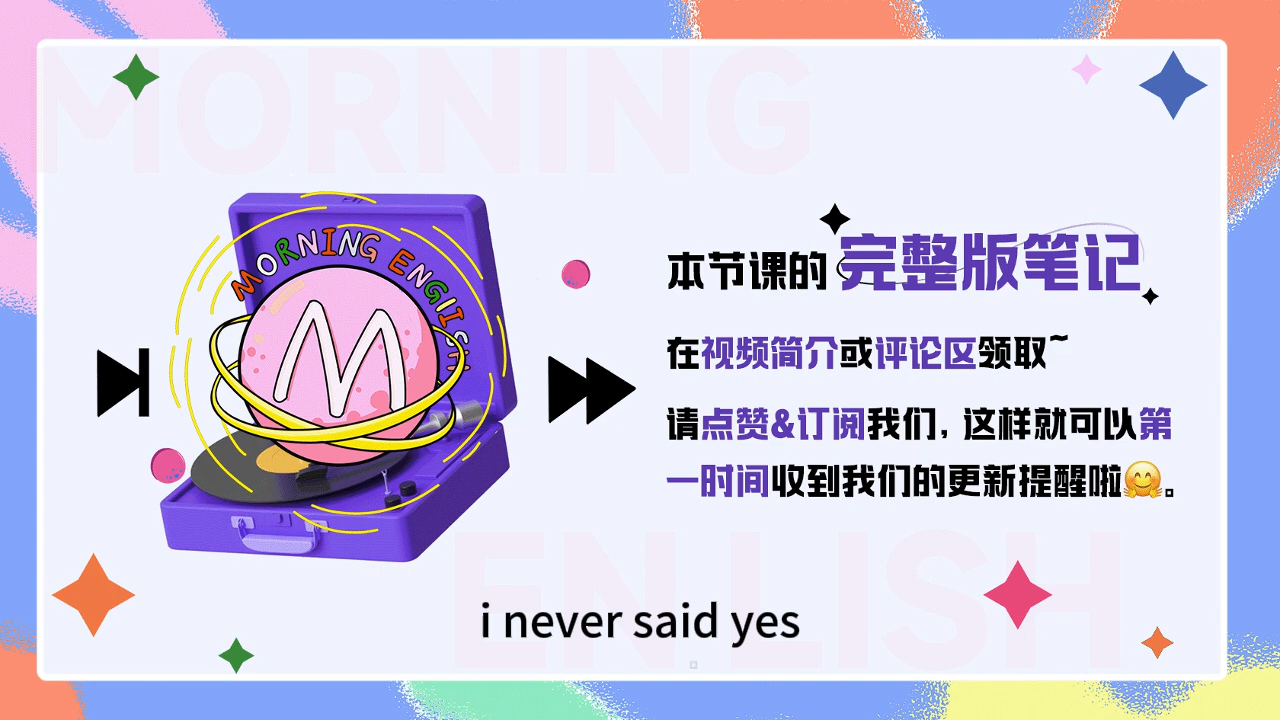 MORNING
MORNING ENGlISH
M
本节课的 完整版笔记
在视频简介或评论区领取~
请点赞&订阅我们, 这样就可以第
一时间收到我们的更新提醒啦🤗。
EN LISH
i never said yes